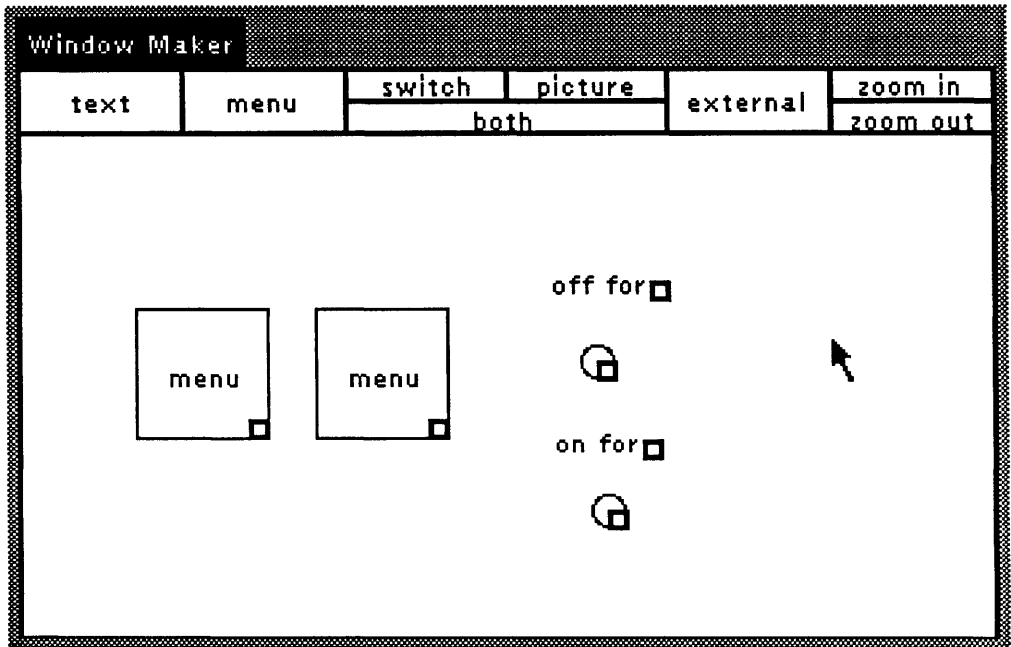 Window Maker
text menu switch picture external zoom in
both zoom out
off for
menu menu
on for